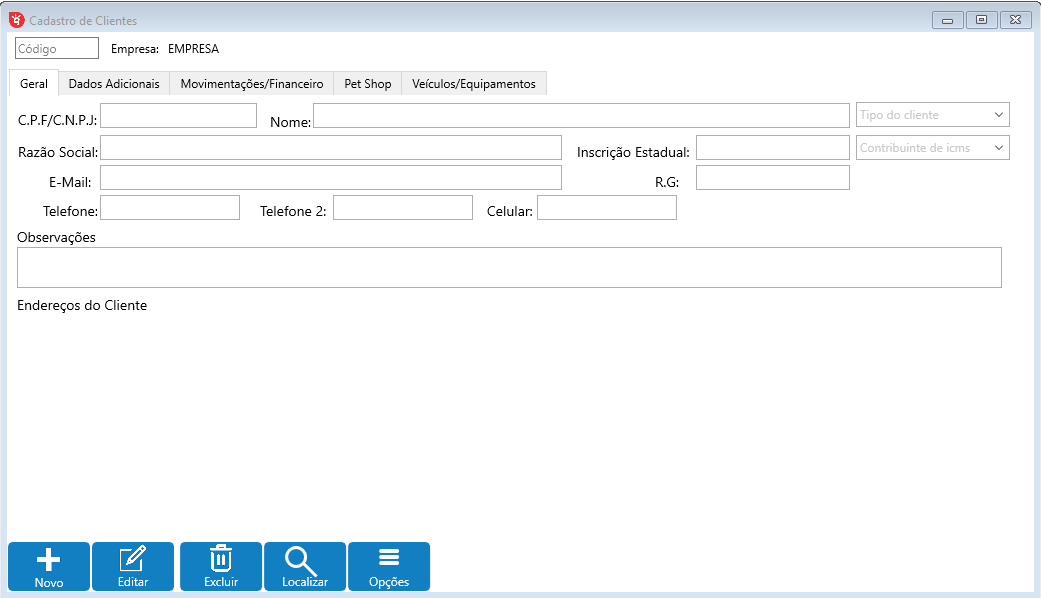 Cadastro de Clientes
Código Empresa: EMPRESA
Geral Dados Adicionais Movimentações/Financeiro Pet Shop Veículos/Equipamentos
C.P.F/C.N.P.J: Nome: Tipo do cliente
Razão Social: Inscrição Estadual: Contribuinte de icms
E-Mail: R.G:
Telefone: Telefone 2: Celular:
Observações
Endereços do Cliente
Novo Editar Excluir Localizar Opções